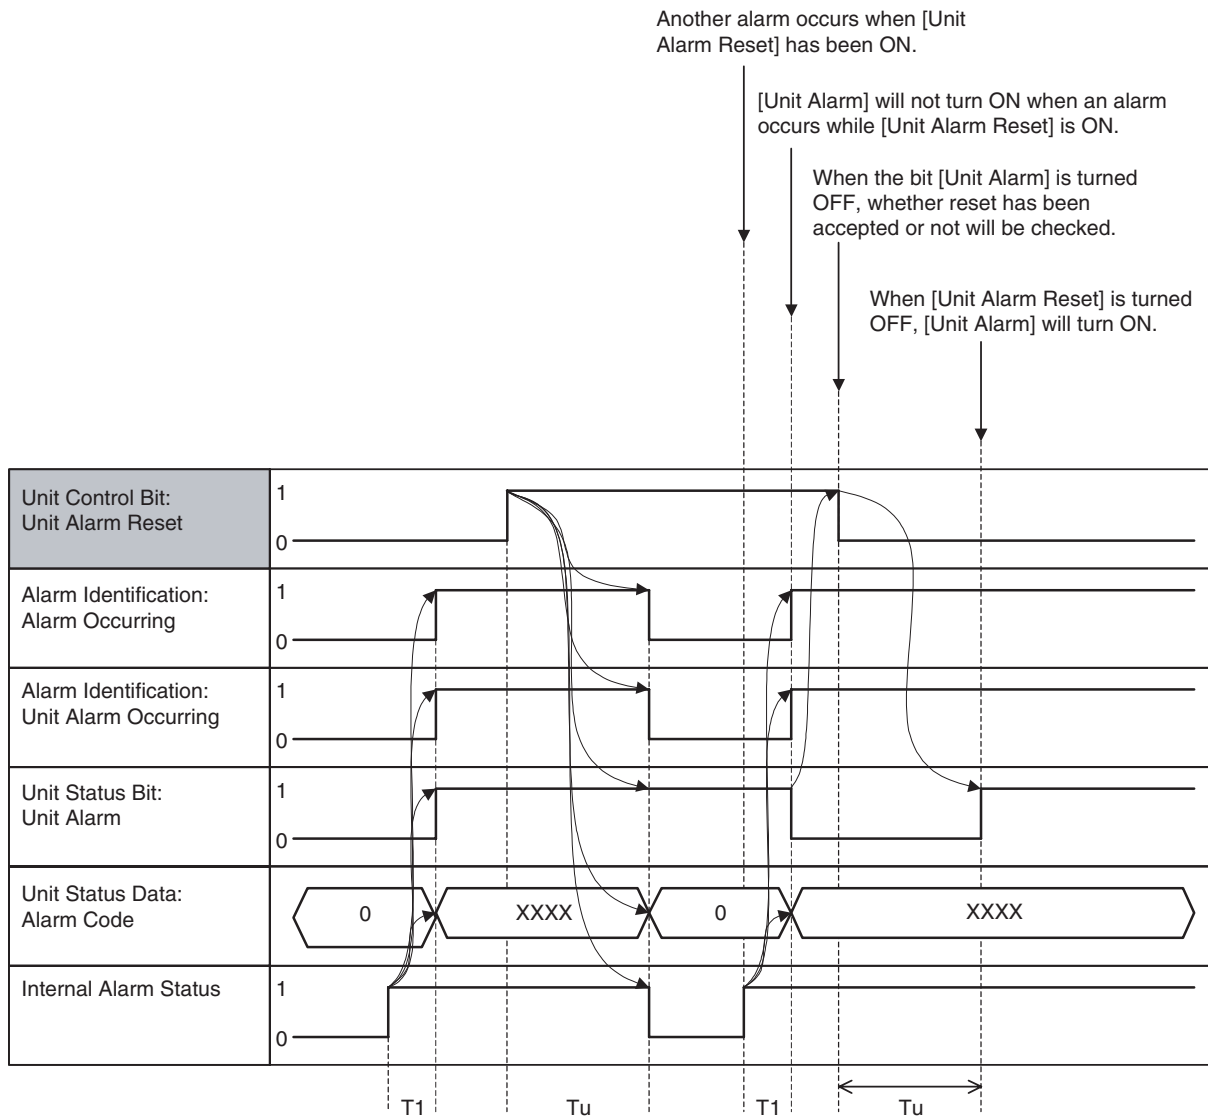 Another alarm occurs when [Unit
Alarm Reset] has been ON.
[Unit Alarm] will not turn ON when an alarm
occurs while [Unit Alarm Reset] is ON.
When the bit [Unit Alarm] is turned
OFF, whether reset has been
accepted or not will be checked.
When [Unit Alarm Reset] is turned
OFF, [Unit Alarm] will turn ON.
Unit Control Bit:
Unit Alarm Reset
1
0
Alarm Identification:
Alarm Occurring
1
0
Alarm Identification:
Unit Alarm Occurring
1
0
Unit Status Bit:
Unit Alarm
1
0
Unit Status Data:
Alarm Code
0 XXXX 0 XXXX
Internal Alarm Status
1
0
T1 Tu T1 Tu